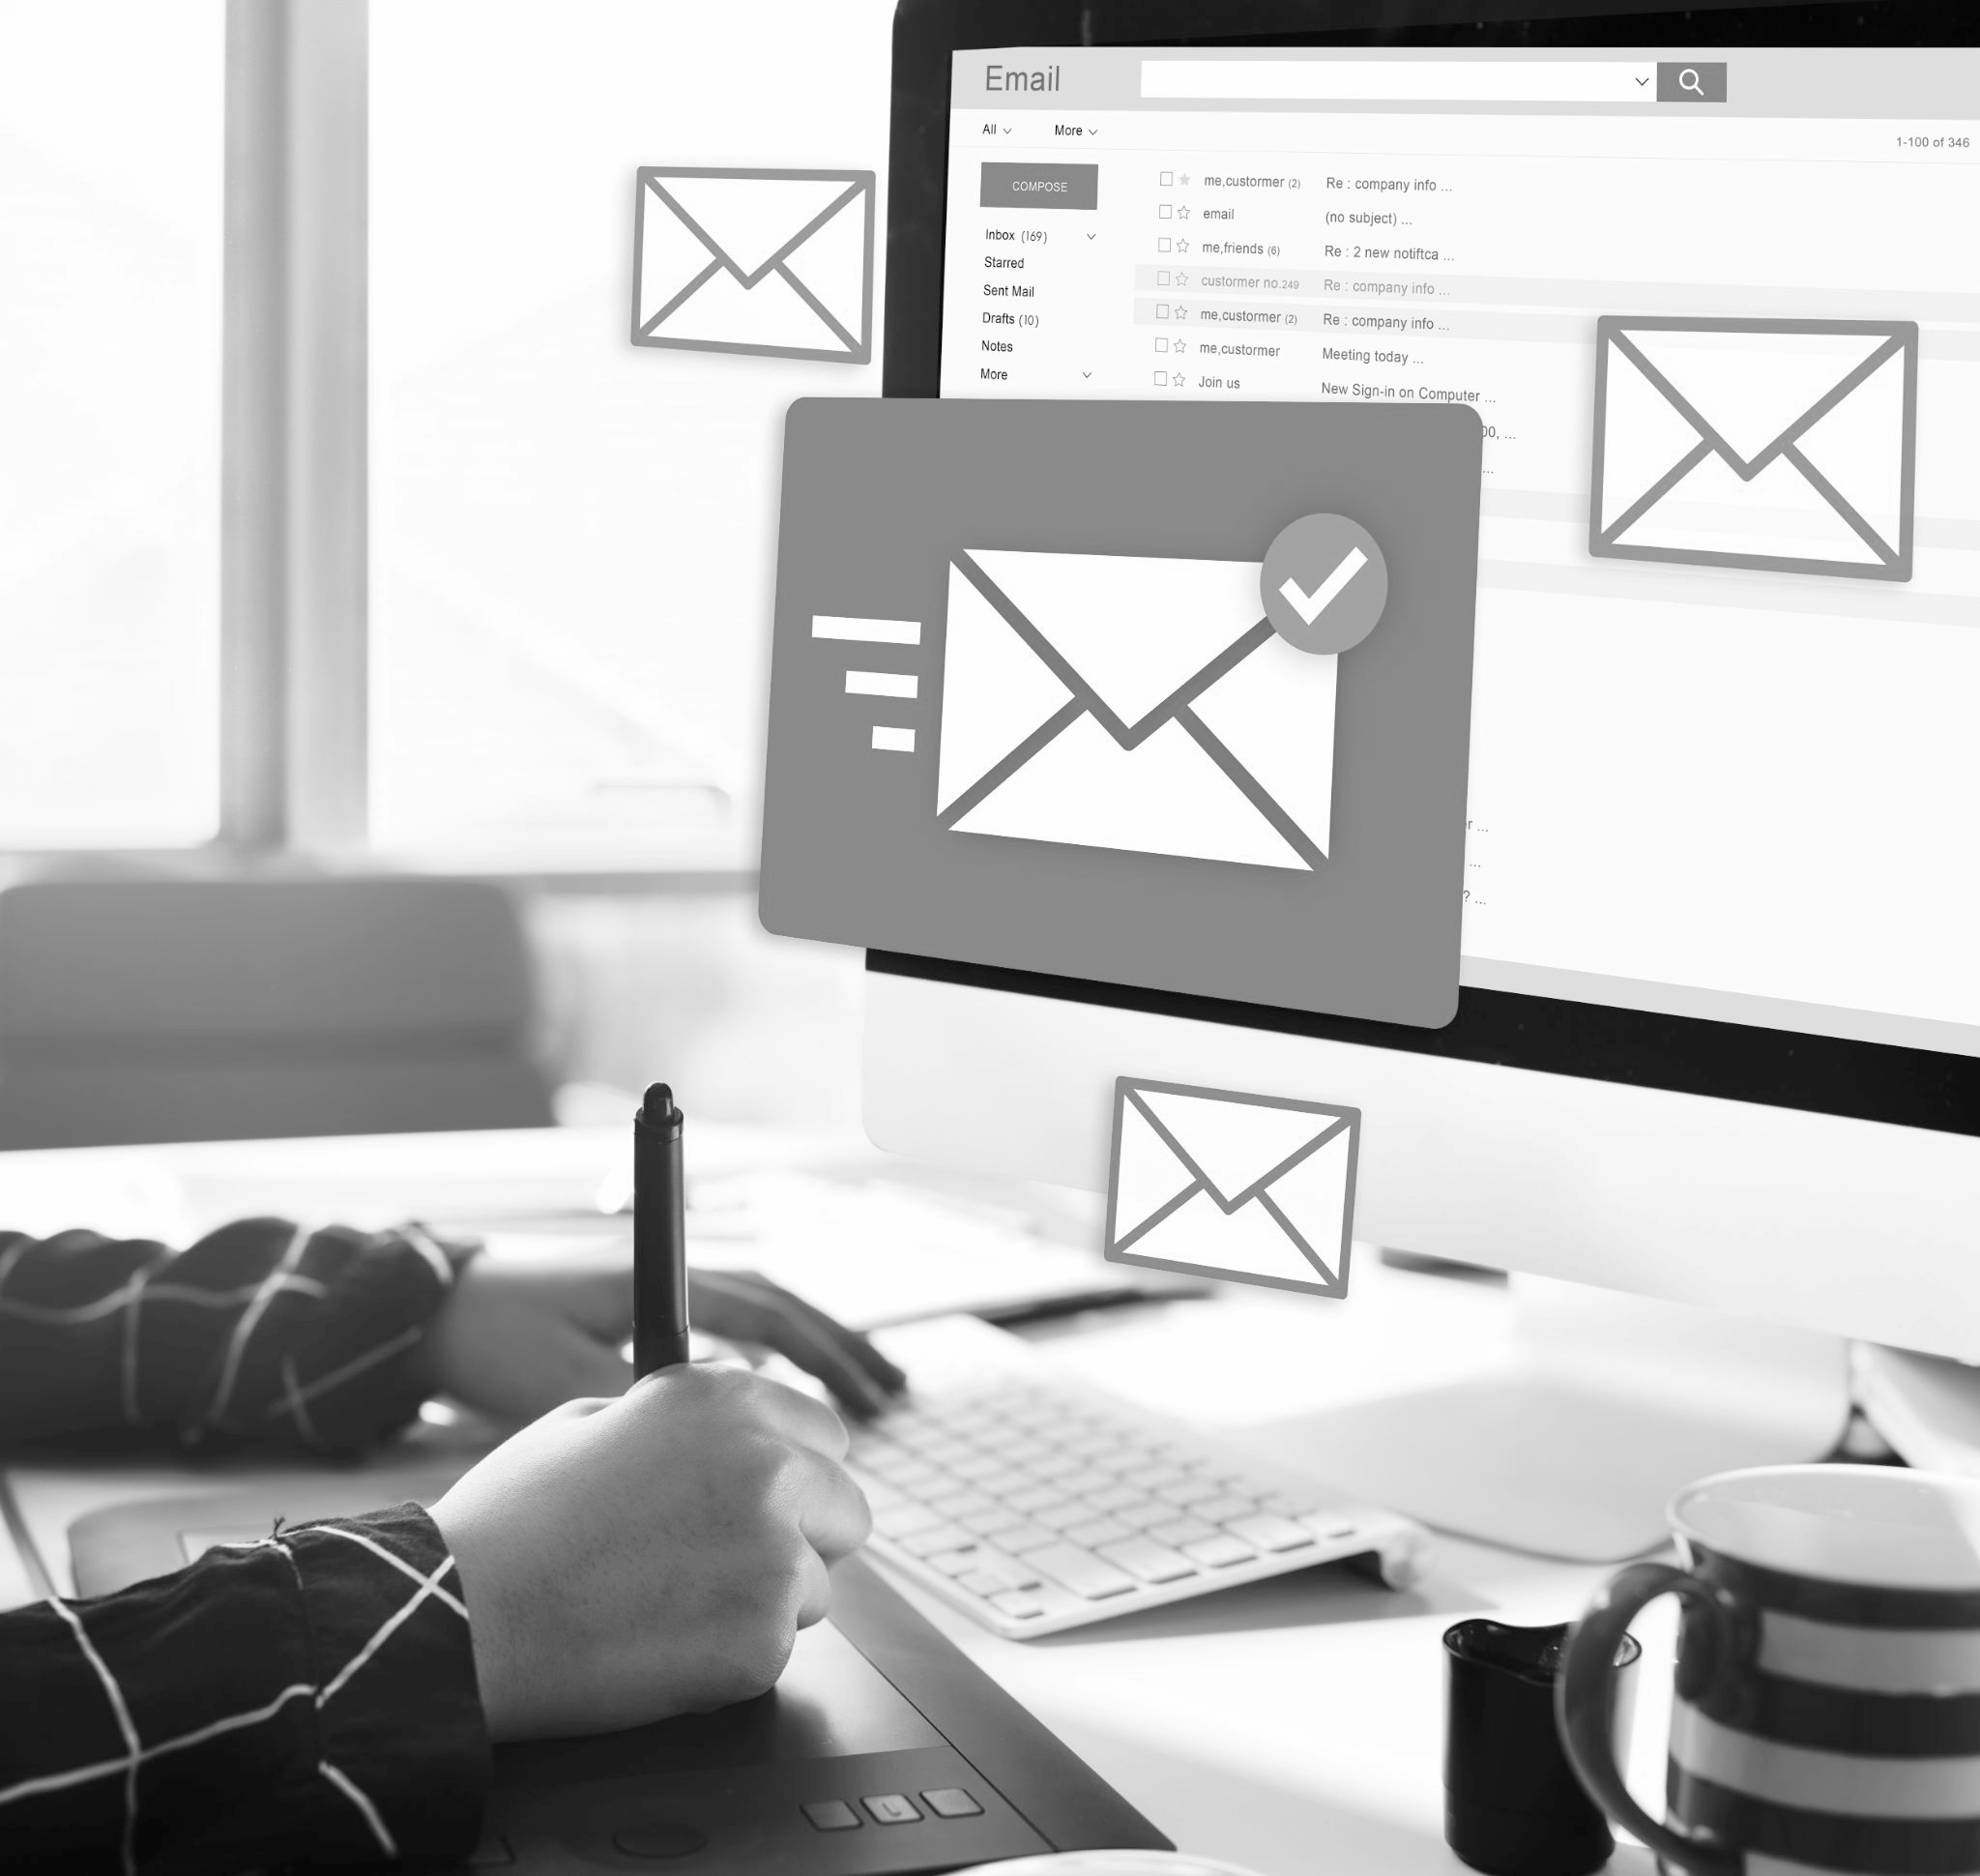 Email
All More
1-100 of 346
COMPOSE
Inbox (169)
Starred
Sent Mail
Drafts (10)
Notes
More
me,custormer (2) Re : company info ...
email (no subject) ...
me,friends (6) Re : 2 new notiftca ...
custormer no.249 Re : company info ...
me,custormer (2) Re : company info ...
me,custormer Meeting today ...
Join us New Sign-in on Computer ...
00, ...
...
r ...
...
? ...